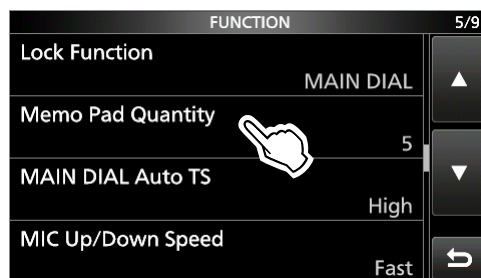 FUNCTION 5/9
Lock Function
MAIN DIAL
Memo Pad Quantity
5
MAIN DIAL Auto TS
High
MIC Up/Down Speed
Fast